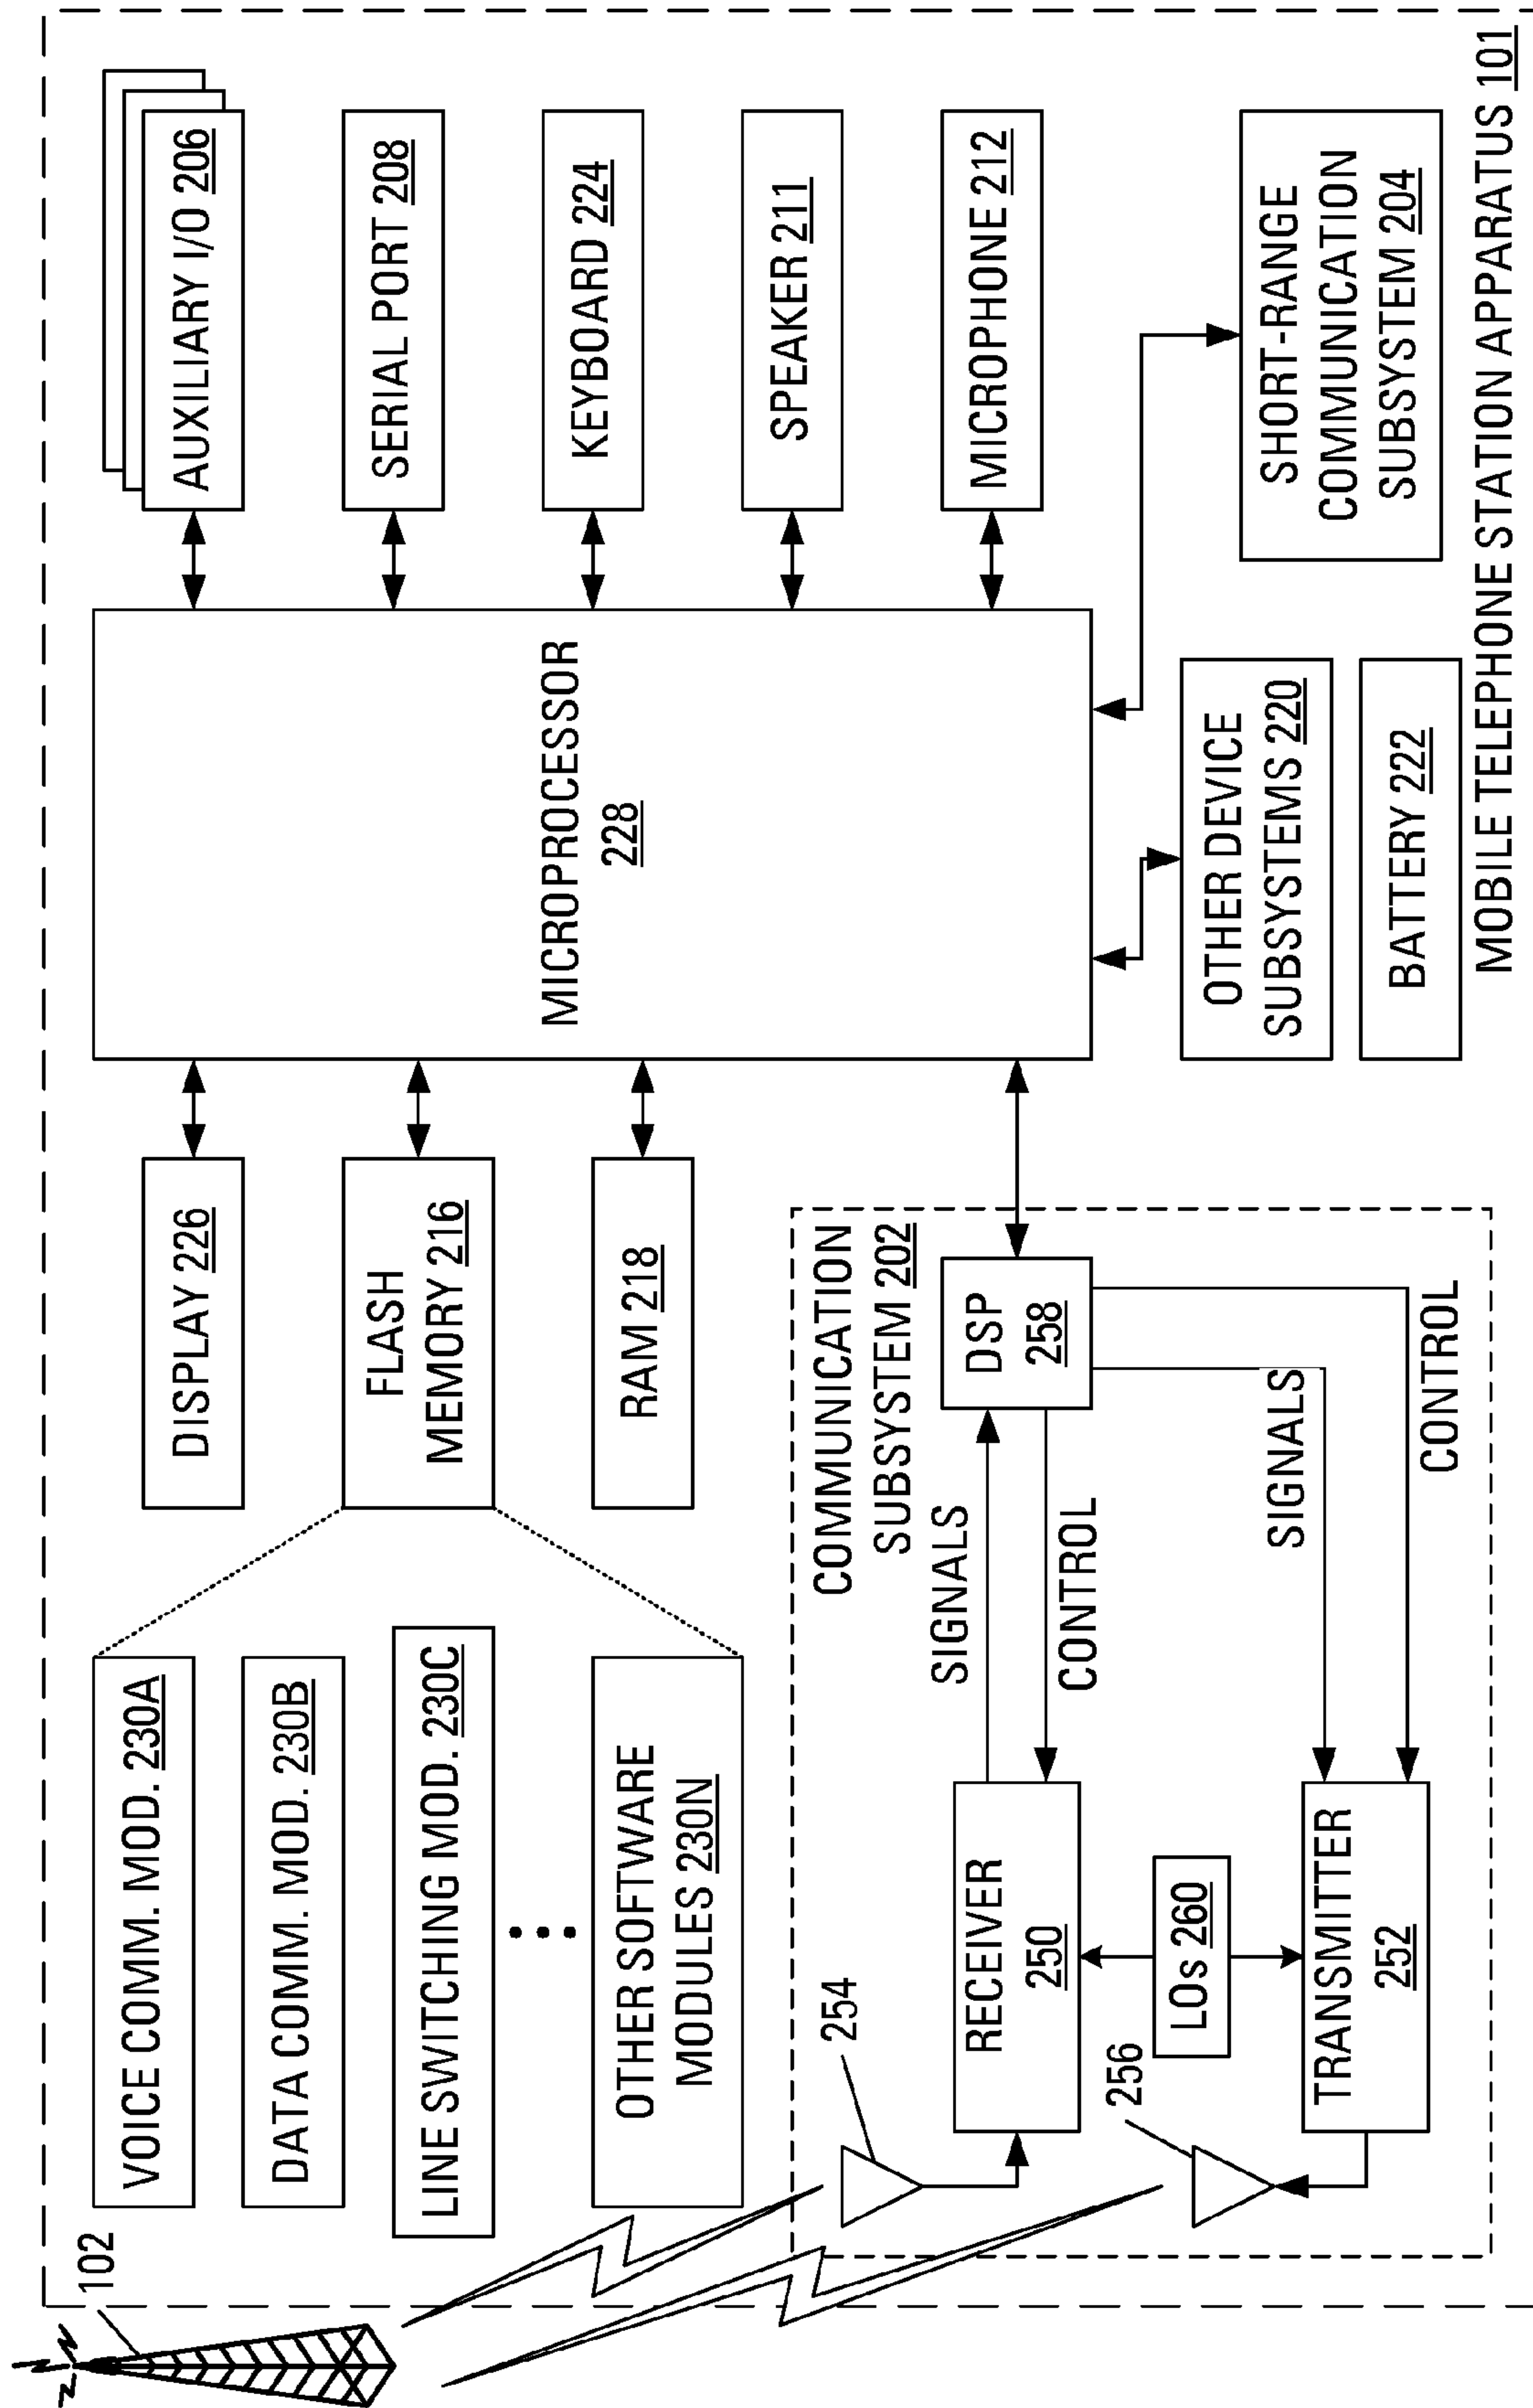 102
VOICE COMM. MOD. 230A
DATA COMM. MOD. 230B
LINE SWITCHING MOD. 230C
OTHER SOFTWARE
MODULES 230N
DISPLAY 226
FLASH
MEMORY 216
RAM 218
MICROPROCESSOR
228
AUXILIARY I/O 206
SERIAL PORT 208
KEYBOARD 224
SPEAKER 211
MICROPHONE 212
COMMUNICATION
SUBSYSTEM 202
254
RECEIVER
250
SIGNALS
CONTROL
DSP
258
256
LOs 260
TRANSMITTER
252
SIGNALS
CONTROL
OTHER DEVICE
SUBSYSTEMS 220
BATTERY 222
SHORT-RANGE
COMMUNICATION
SUBSYSTEM 204
MOBILE TELEPHONE STATION APPARATUS 101